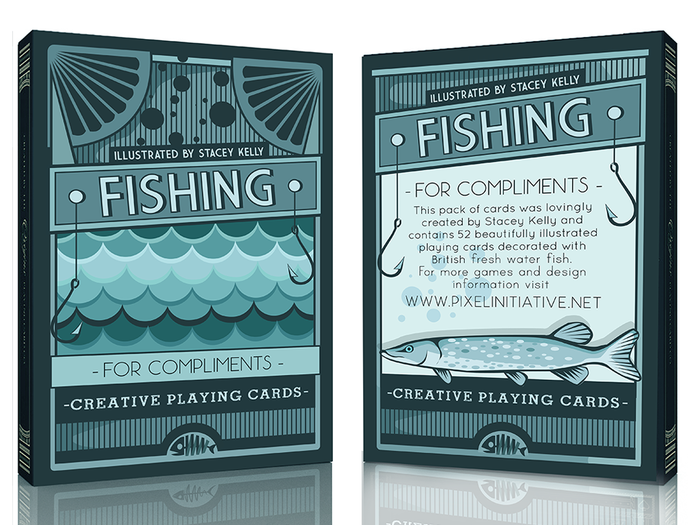 ILLUSTRATED BY STACEY KELLY
FISHING
-FOR COMPLIMENTS-
-CREATIVE PLAYING CARDS-
ILLUSTRATED BY STACEY KELLY
FISHING
-FOR COMPLIMENTS-
This pack of cards was lovingly
created by Stacey Kelly and
contains 52 beautifully illustrated
playing cards decorated with
British fresh water fish.
For more games and design
information visit
WWW.PIXELINITIATIVE.NET
-CREATIVE PLAYING CARDS-